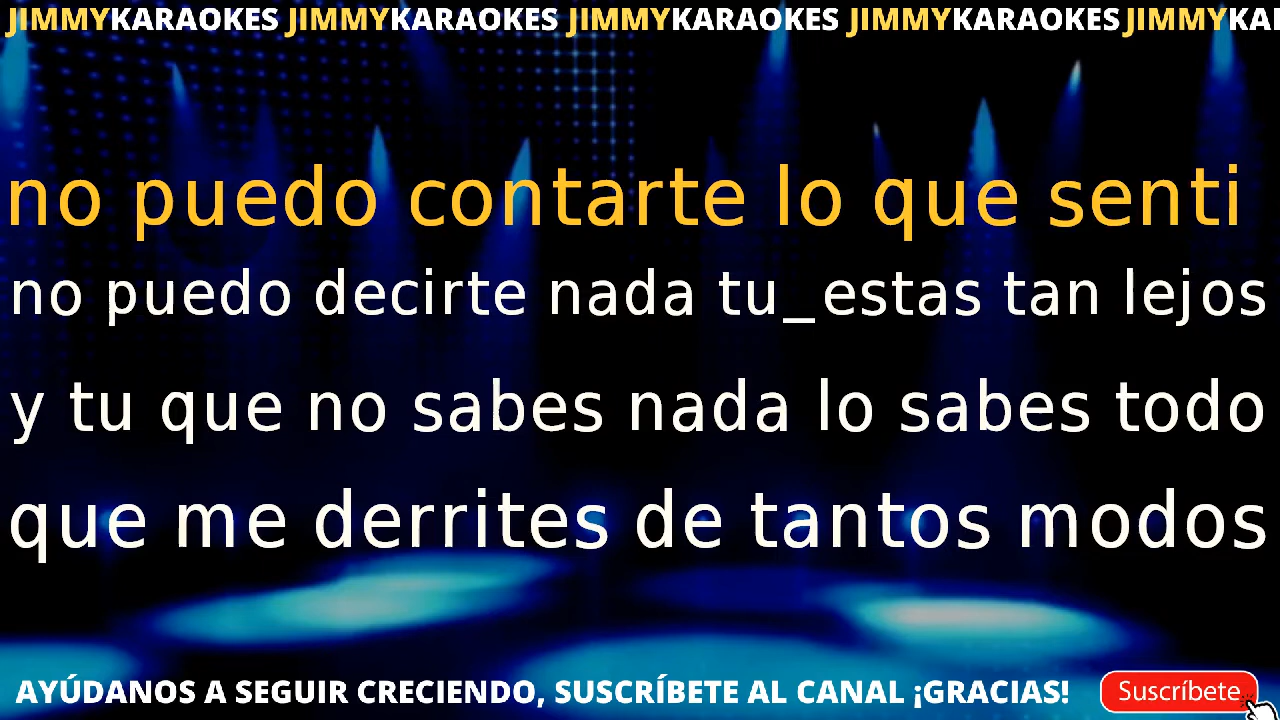 JIMMYKARAOKES JIMMYKARAOKES JIMMYKARAOKES JIMMYKARAOKES JIMMYKA
no puedo contarte lo que senti
no puedo decirte nada tu_estas tan lejos
y tu que no sabes nada lo sabes todo
que me derrites de tantos modos
AYÚDANOS A SEGUIR CRECIENDO, SUSCRÍBETE AL CANAL ¡GRACIAS! Suscríbete